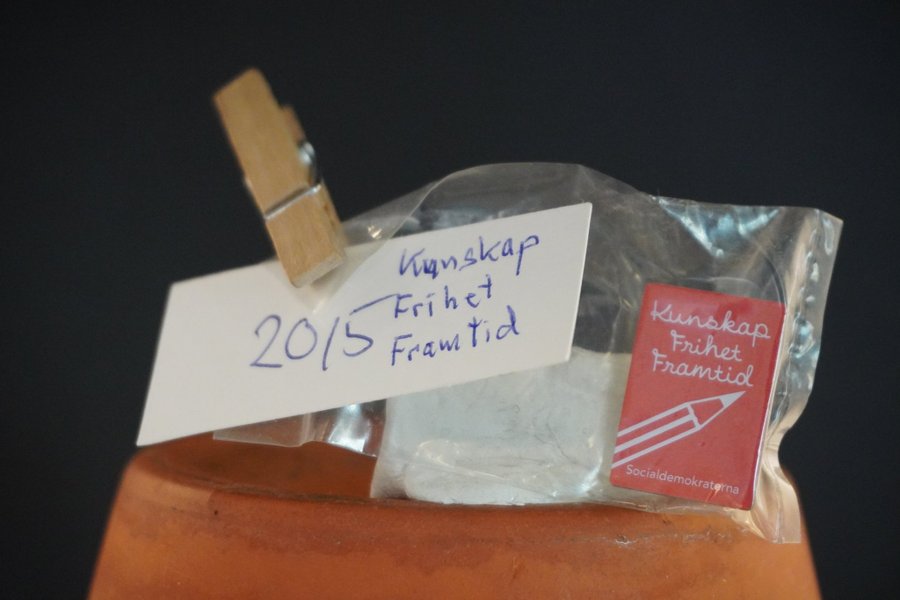 2015
Kunskap
Frihet
Framtid
Kunskap
Frihet
Framtid
Socialdemokraterna